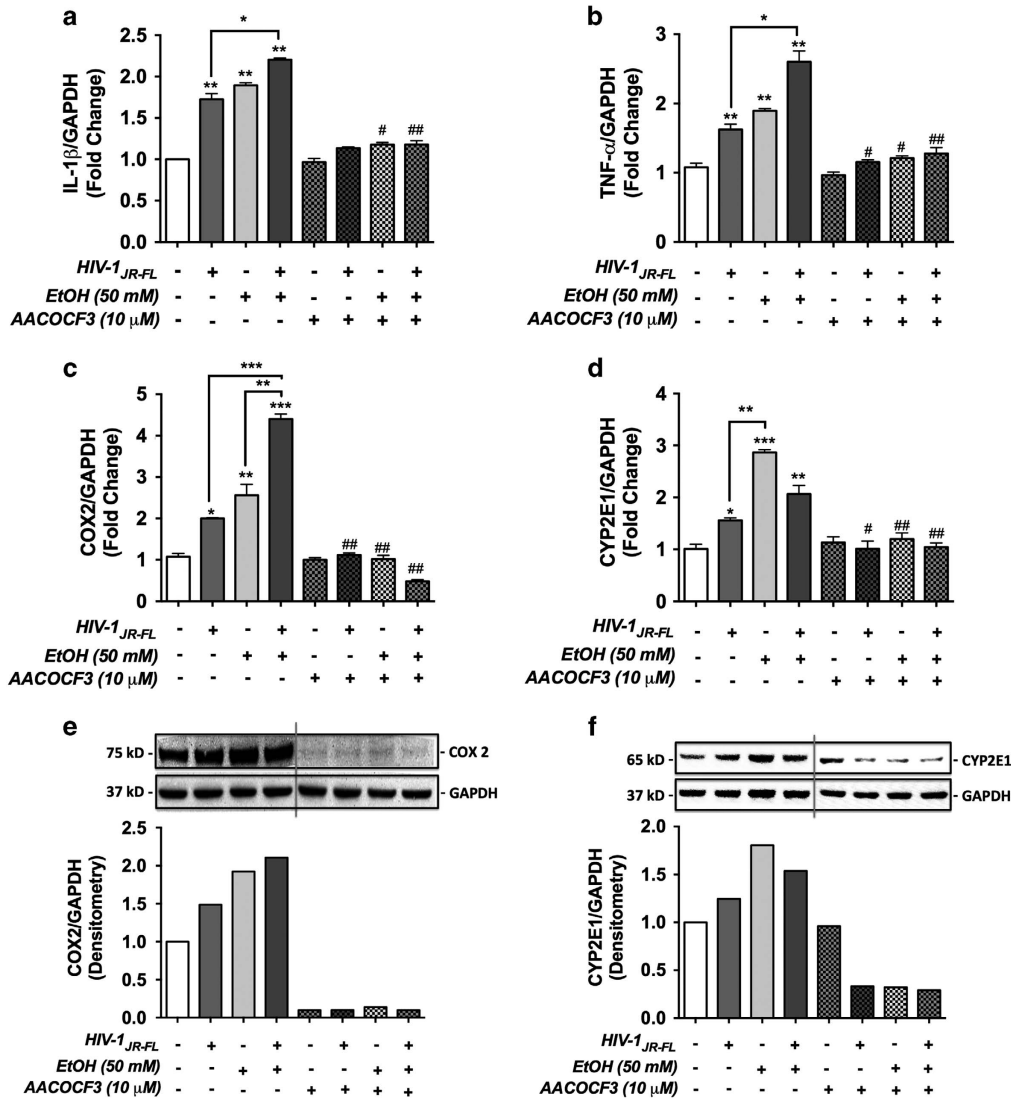 a
IL-1β/GAPDH
(Fold Change)
2.5
2.0
1.5
1.0
0.5
0.0
*
** ** **
# ##
HIV-1JR-FL - + - + - + - +
EtOH (50 mM) - - + + - - + +
AACOCF3 (10 μM) - - - - + + + +
b
TNF-α/GAPDH
(Fold Change)
3
2
1
0
*
** ** **
# # ##
HIV-1JR-FL - + - + - + - +
EtOH (50 mM) - - + + - - + +
AACOCF3 (10 μM) - - - - + + + +
c
COX2/GAPDH
(Fold Change)
5
4
3
2
1
0
***
**
* ** ***
## ## ##
HIV-1JR-FL - + - + - + - +
EtOH (50 mM) - - + + - - + +
AACOCF3 (10 μM) - - - - + + + +
d
CYP2E1/GAPDH
(Fold Change)
4
3
2
1
0
**
* *** **
# ## ##
HIV-1JR-FL - + - + - + - +
EtOH (50 mM) - - + + - - + +
AACOCF3 (10 μM) - - - - + + + +
e
75 kD - - COX 2
37 kD - - GAPDH
COX2/GAPDH
(Densitometry)
2.5
2.0
1.5
1.0
0.5
0.0
HIV-1JR-FL - + - + - + - +
EtOH (50 mM) - - + + - - + +
AACOCF3 (10 μM) - - - - + + + +
f
65 kD - - CYP2E1
37 kD - - GAPDH
CYP2E1/GAPDH
(Densitometry)
2.0
1.5
1.0
0.5
0.0
HIV-1JR-FL - + - + - + - +
EtOH (50 mM) - - + + - - + +
AACOCF3 (10 μM) - - - - + + + +